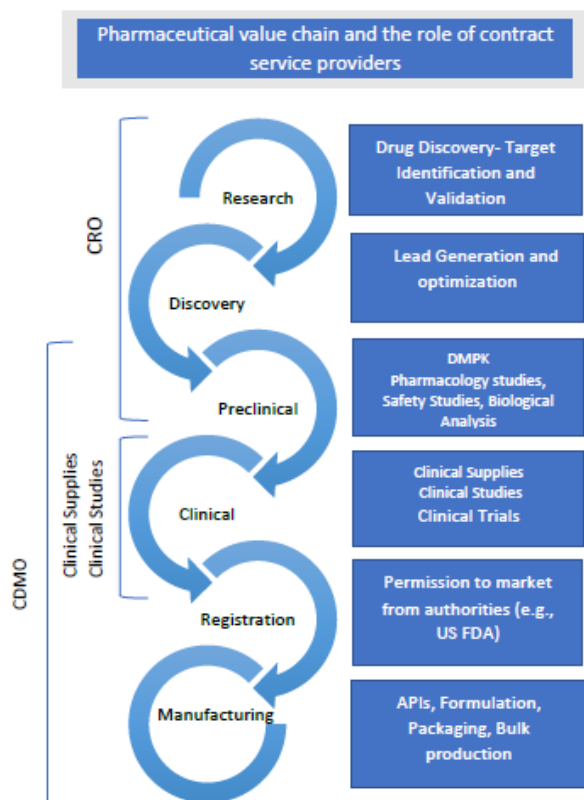 Pharmaceutical value chain and the role of contract
service providers
CRO
Research
Drug Discovery- Target
Identification and
Validation
Discovery
Lead Generation and
optimization
Preclinical
DMPK
Pharmacology studies,
Safety Studies, Biological
Analysis
CDMO
Clinical Supplies
Clinical Studies
Clinical
Clinical Supplies
Clinical Studies
Clinical Trials
Registration
Permission to market
from authorities (e.g.,
US FDA)
Manufacturing
APIs, Formulation,
Packaging, Bulk
production